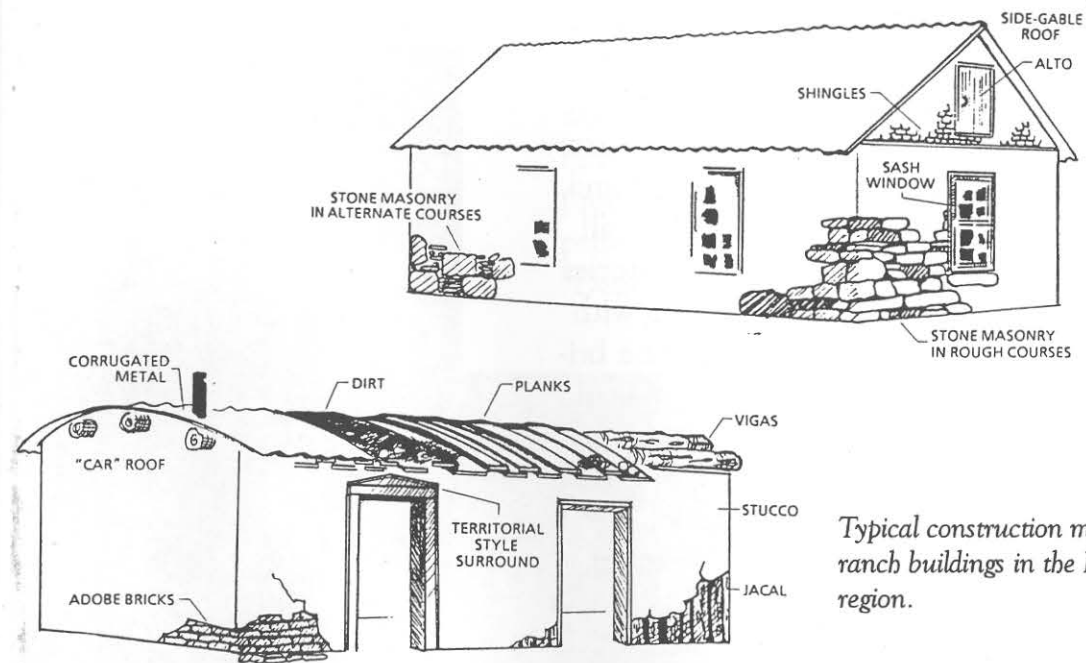 SIDE-GABLE
ROOF
ALTO
SHINGLES
SASH
WINDOW
STONE MASONRY
IN ALTERNATE COURSES
STONE MASONRY
IN ROUGH COURSES
CORRUGATED
METAL
DIRT
PLANKS
VIGAS
"CAR" ROOF
STUCCO
TERRITORIAL
STYLE
SURROUND
JACAL
ADOBE BRICKS
Typical construction
ranch buildings in the
region.